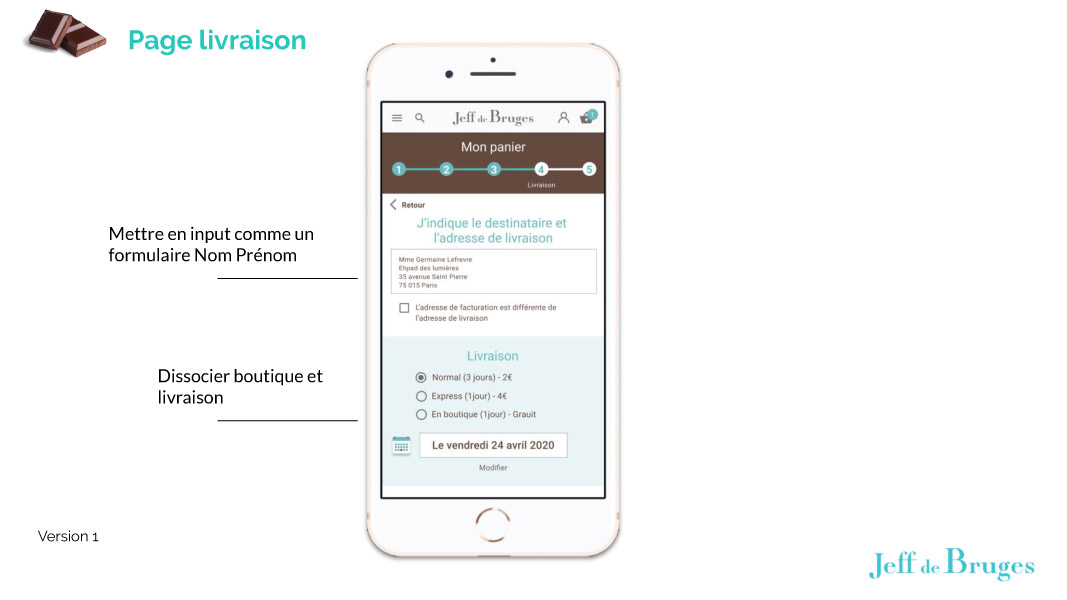 Page livraison
Jeff de Bruges
1
Mon panier
1 2 3 4 5
Livraison
Retour
J'indique le destinataire et
l'adresse de livraison
Mme Germaine Lefrevre
Ehpad des lumières
35 avenue Saint Pierre
75 015 Paris
L'adresse de facturation est différente de
l'adresse de livraison
Livraison
Normal (3 jours) - 2€
Express (1jour) - 4€
En boutique (1jour) - Grauit
Le vendredi 24 avril 2020
Modifier
Mettre en input comme un
formulaire Nom Prénom
Dissocier boutique et
livraison
Version 1
Jeff de Bruges